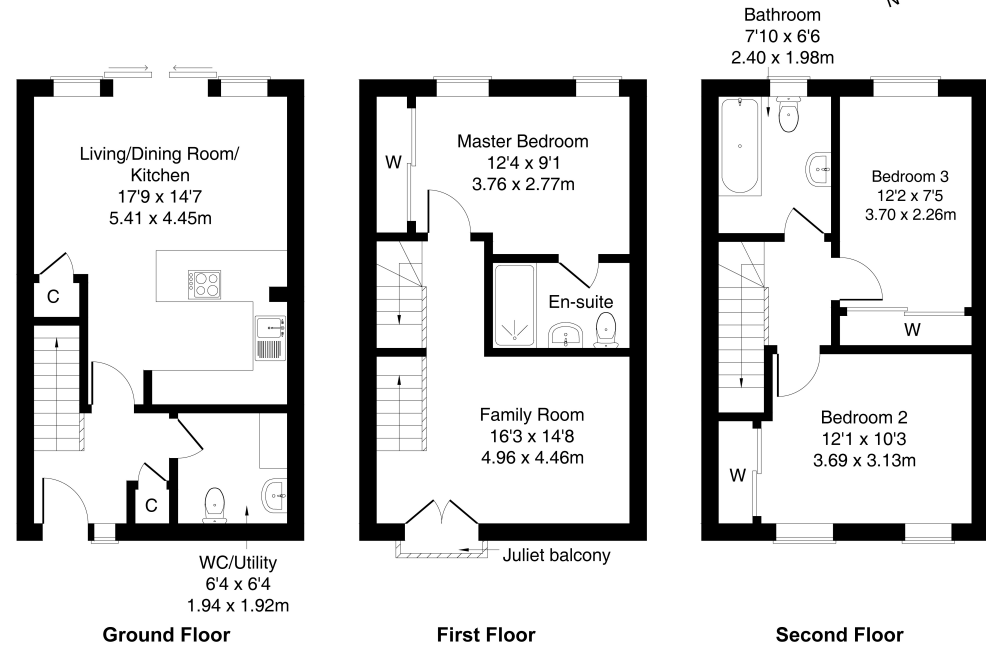 N
Living/Dining Room/
Kitchen
17'9 x 14'7
5.41 x 4.45m
C
C
WC/Utility
6'4 x 6'4
1.94 x 1.92m
Ground Floor
W
Master Bedroom
12'4 x 9'1
3.76 x 2.77m
En-suite
Family Room
16'3 x 14'8
4.96 x 4.46m
Juliet balcony
First Floor
Bathroom
7'10 x 6'6
2.40 x 1.98m
Bedroom 3
12'2 x 7'5
3.70 x 2.26m
W
Bedroom 2
12'1 x 10'3
3.69 x 3.13m
W
Second Floor